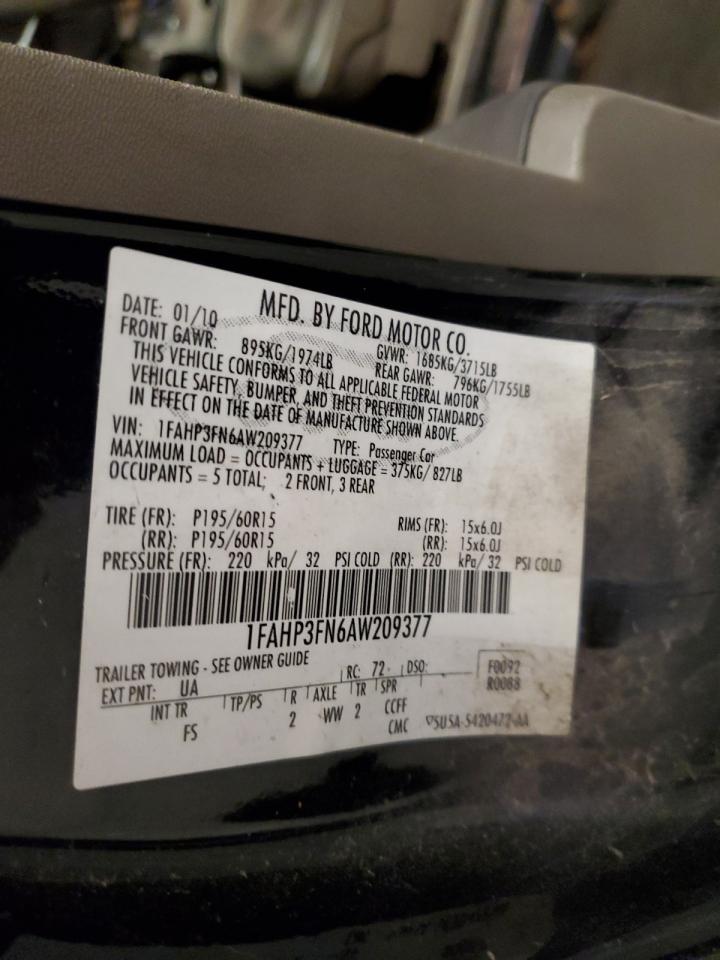 MFD. BY FORD MOTOR CO.
DATE: 01/10
GVWR: 1685KG/3715LB
FRONT GAWR: 895KG/1974LB
REAR GAWR: 796KG/1755LB
THIS VEHICLE CONFORMS TO ALL APPLICABLE FEDERAL MOTOR
VEHICLE SAFETY, BUMPER, AND THEFT PREVENTION STANDARDS
IN EFFECT ON THE DATE OF MANUFACTURE SHOWN ABOVE.
VIN: 1FAHP3FN6AW209377 TYPE: Passenger Car
MAXIMUM LOAD = OCCUPANTS + LUGGAGE = 375KG/ 827LB
OCCUPANTS = 5 TOTAL; 2 FRONT, 3 REAR
TIRE (FR): P195/60R15 RIMS (FR): 15x6.0J
(RR): P195/60R15 (RR): 15x6.0J
PRESSURE (FR): 220 kPa/ 32 PSI COLD (RR): 220 kPa/ 32 PSI COLD
1FAHP3FN6AW209377
TRAILER TOWING - SEE OWNER GUIDE
EXT PNT: UA RC: 72 DSO: F0092
R0088
INT TR TP/PS R AXLE TR SPR
FS 2 WW 2 CCFF
CMC 5U5A-5420472-AA